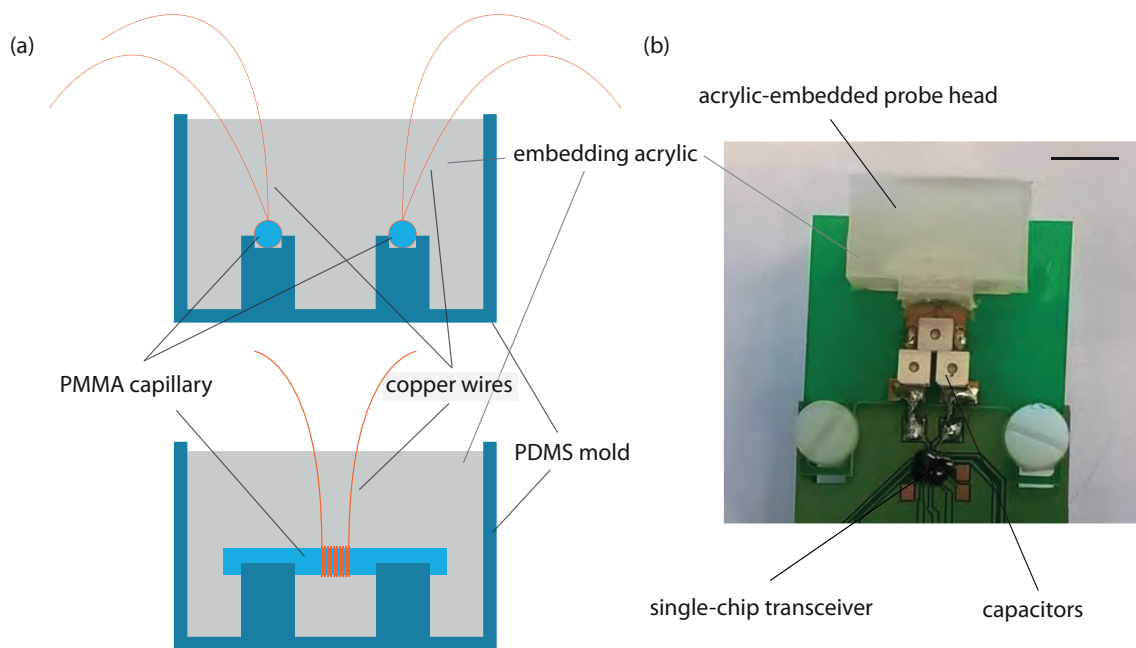 (a)
(b)
acrylic-embedded probe head
embedding acrylic
PMMA capillary
copper wires
PDMS mold
single-chip transceiver
capacitors